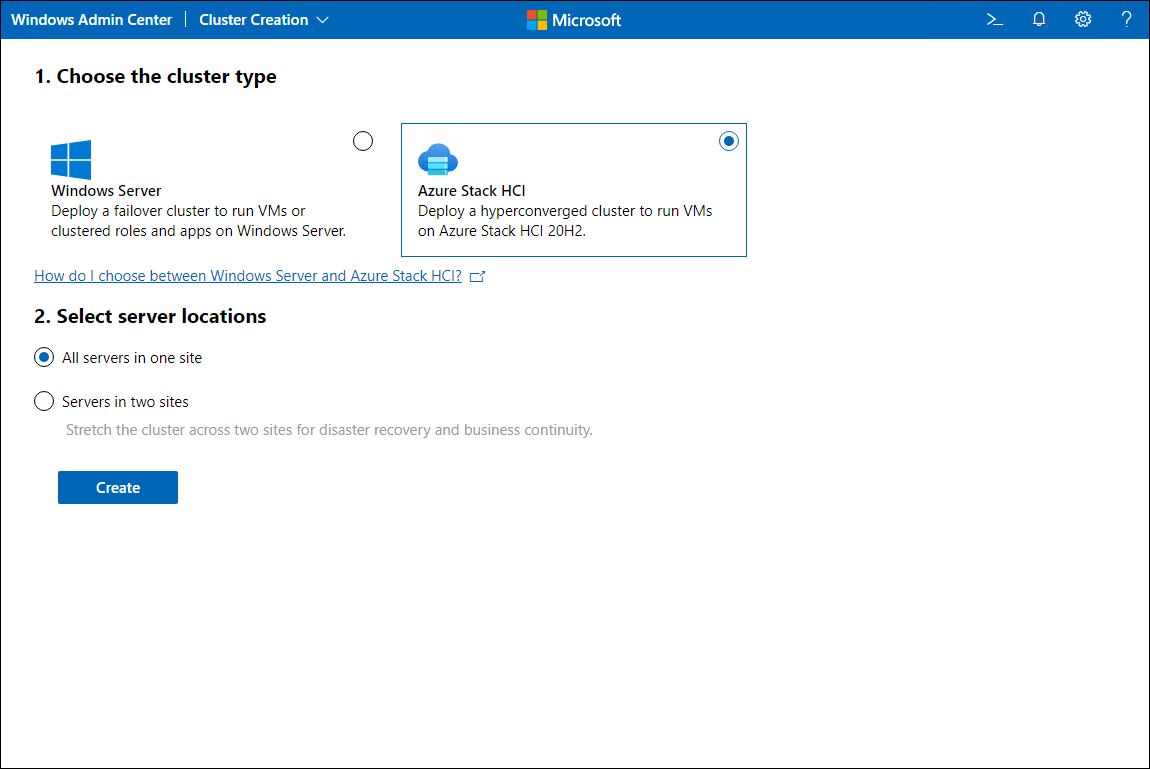 Windows Admin Center | Cluster Creation
Microsoft
>_
?
1. Choose the cluster type
Windows Server
Deploy a failover cluster to run VMs or
clustered roles and apps on Windows Server.
Azure Stack HCI
Deploy a hyperconverged cluster to run VMs
on Azure Stack HCI 20H2.
How do I choose between Windows Server and Azure Stack HCI?
2. Select server locations
All servers in one site
Servers in two sites
Stretch the cluster across two sites for disaster recovery and business continuity.
Create